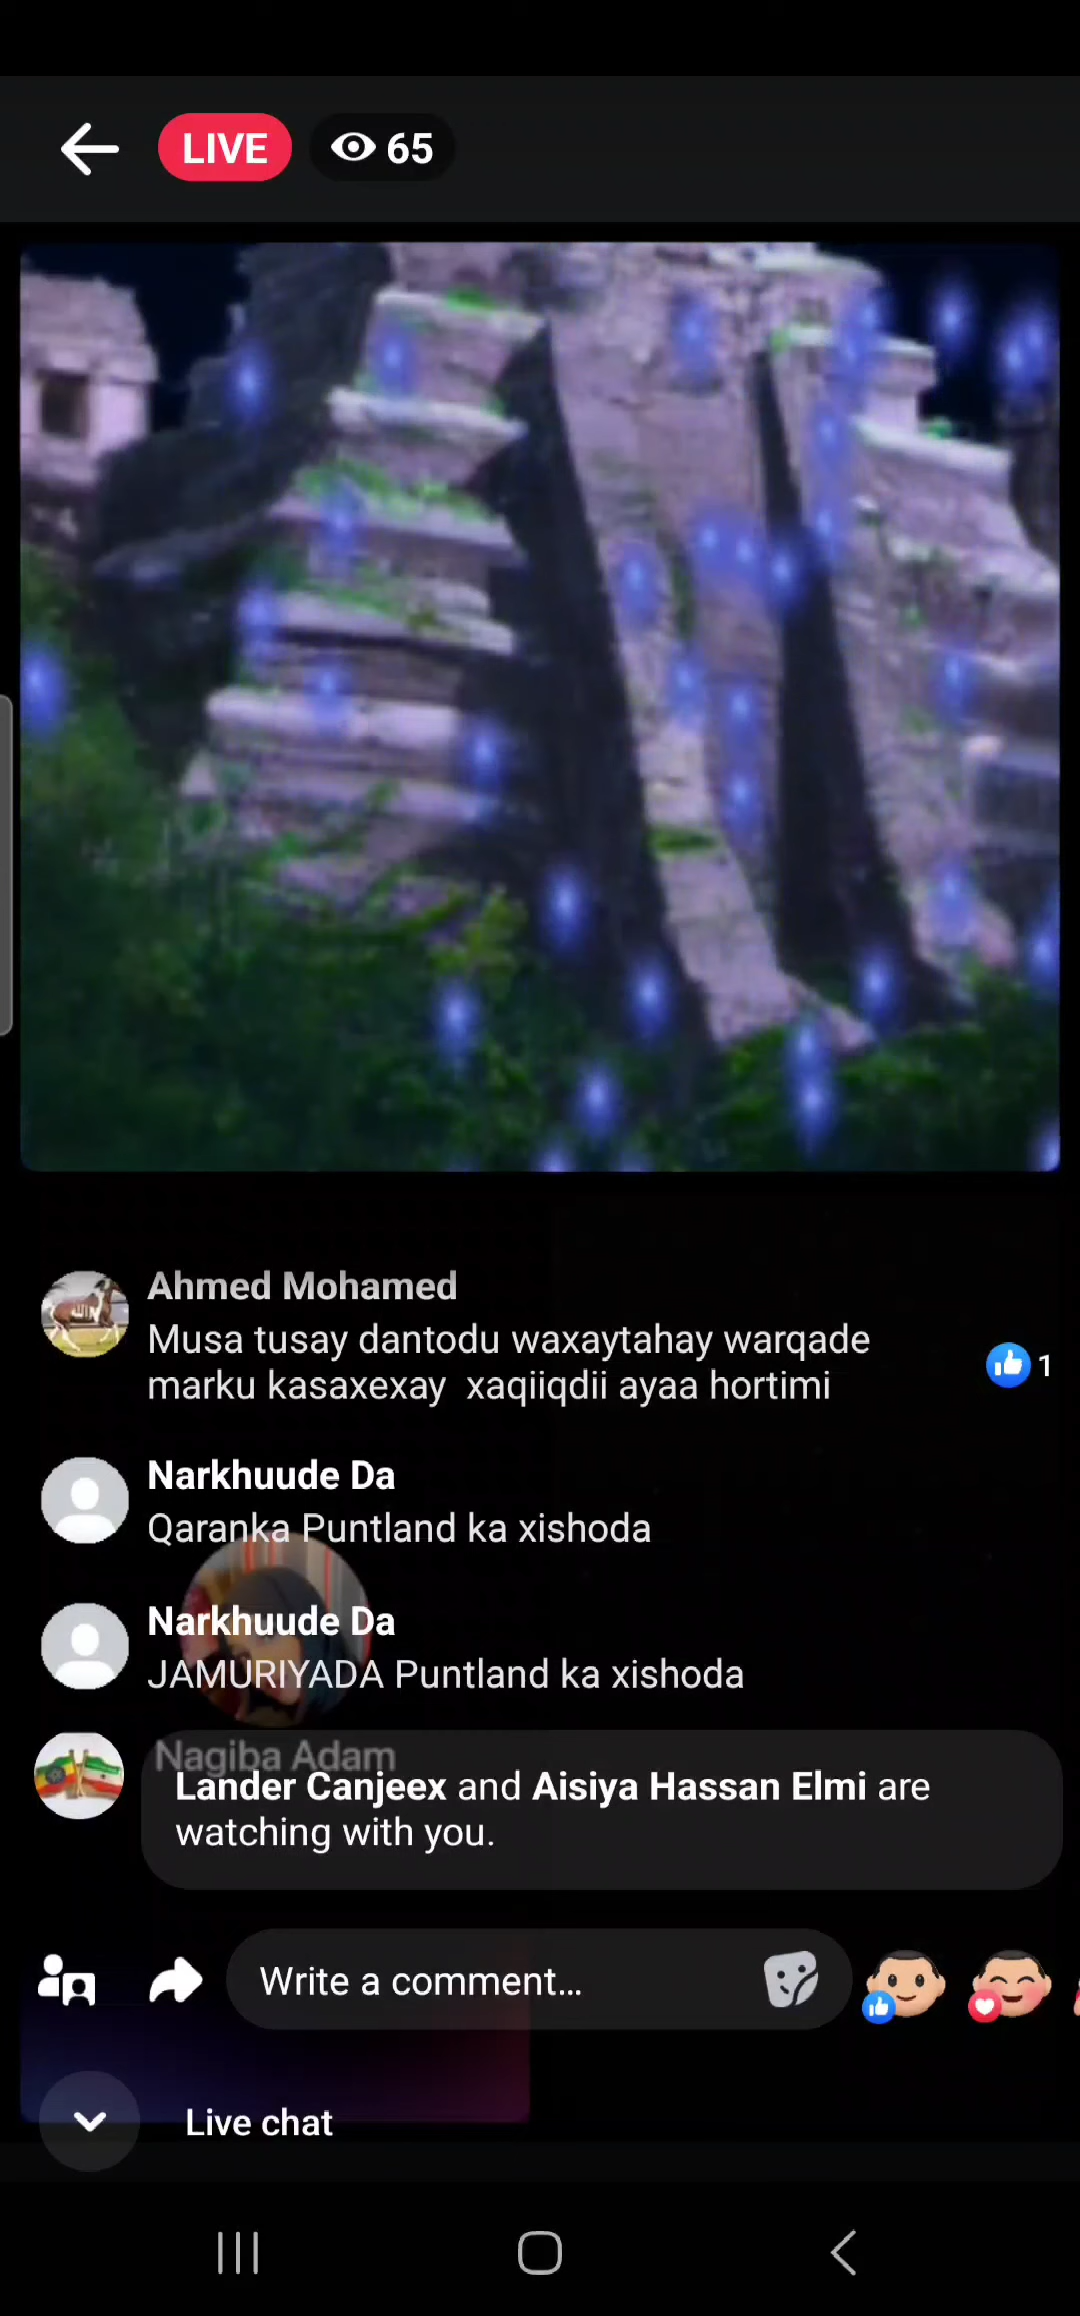 LIVE 65
Ahmed Mohamed
Musa tusay dantodu waxaytahay warqade
marku kasaxexay xaqiiqdii ayaa hortimi
1
Narkhuude Da
Qaranka Puntland ka xishoda
Narkhuude Da
JAMURIYADA Puntland ka xishoda
Nagiba Adam
Lander Canjeex and Aisiya Hassan Elmi are
watching with you.
Write a comment...
Live chat